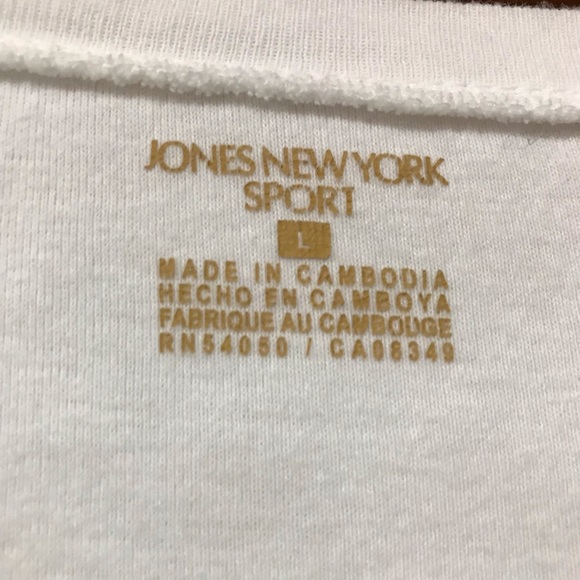 JONES NEW YORK
SPORT
L
MADE IN CAMBODIA
HECHO EN CAMBOYA
FABRIQUE AU CAMBODGE
RN54050 / CA08349